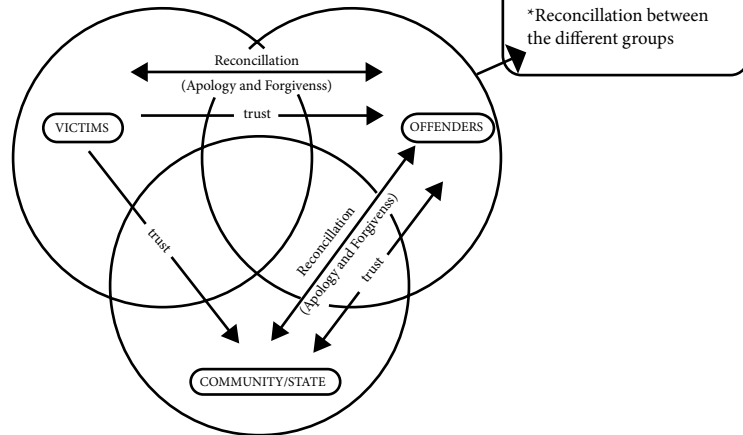 *Reconcillation between
the different groups
Reconcillation
(Apology and Forgivenss)
trust
VICTIMS
OFFENDERS
trust
Reconcillation
(Apology and Forgivenss)
trust
COMMUNITY/STATE